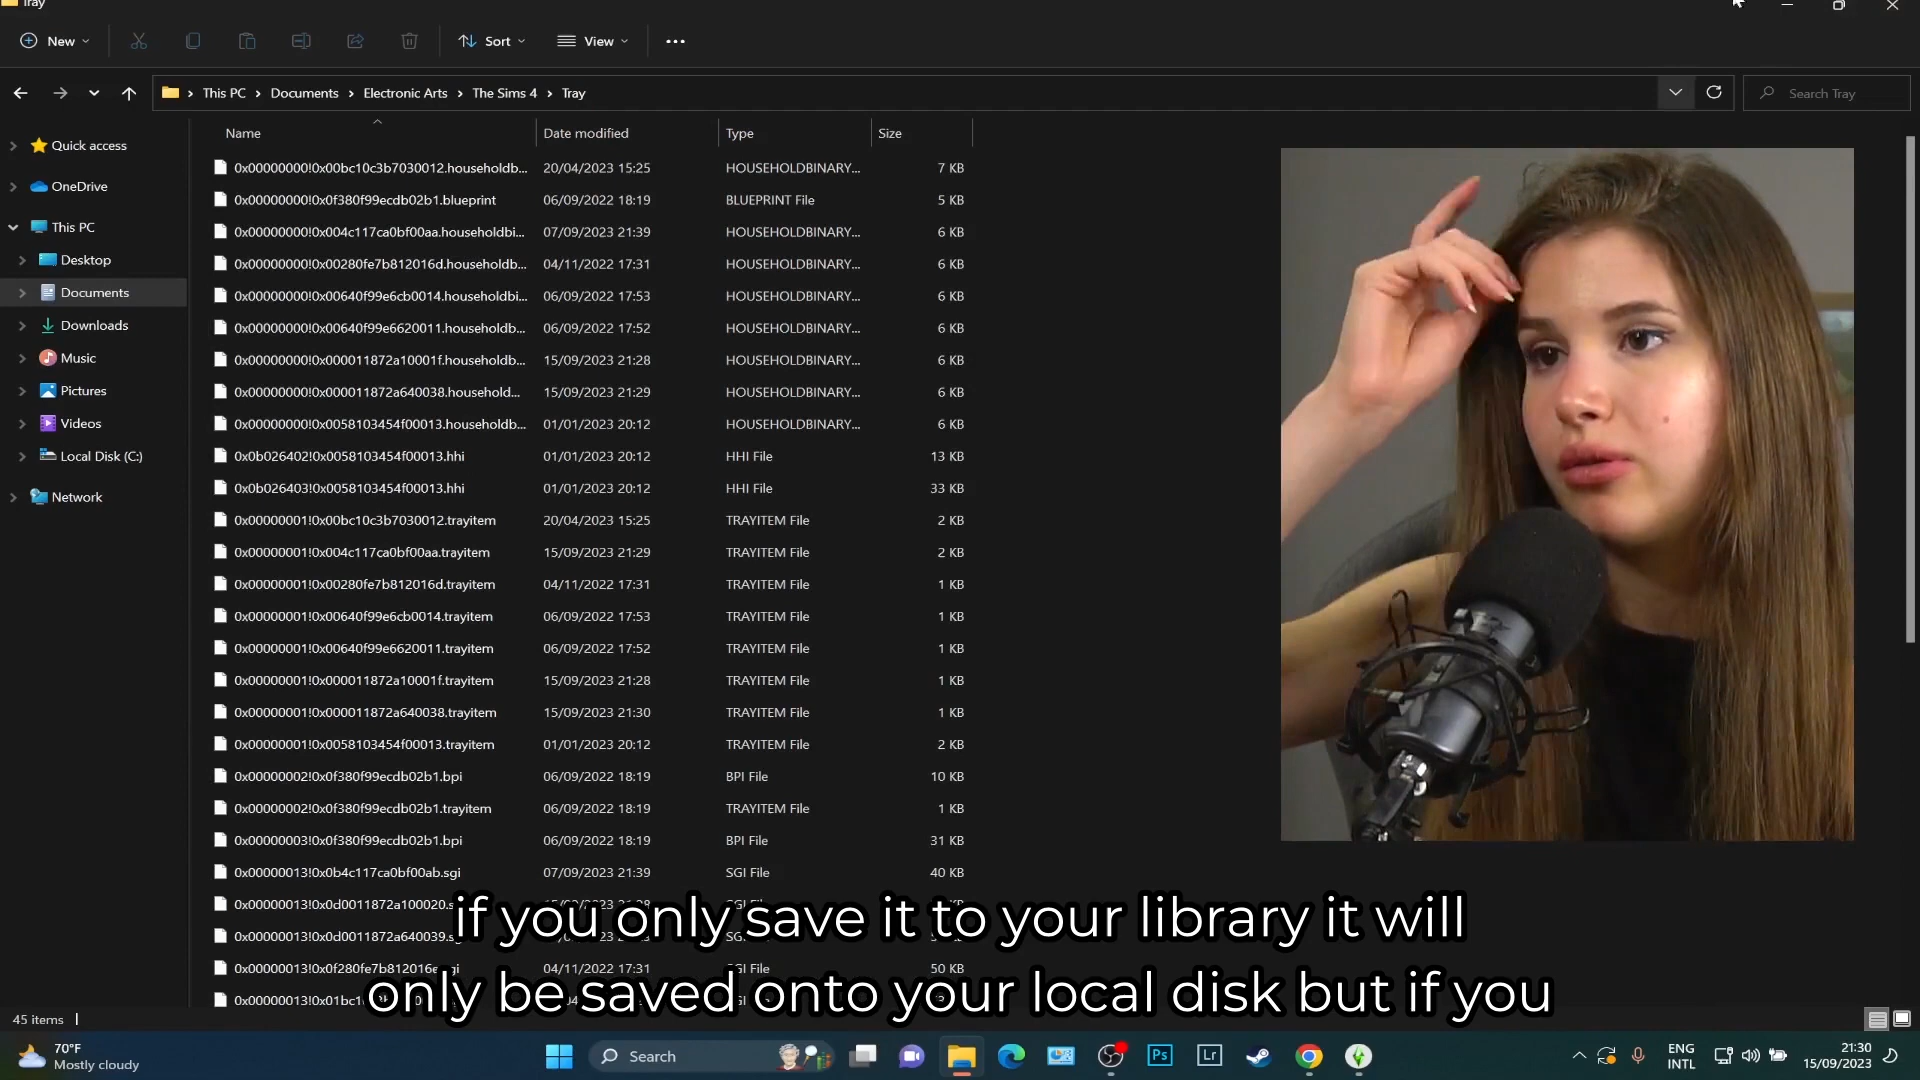 Tray
New
Sort
View
This PC > Documents > Electronic Arts > The Sims 4 > Tray
Search Tray
Name Date modified Type Size
Quick access
OneDrive
This PC
Desktop
Documents
Downloads
Music
Pictures
Videos
Local Disk (C:)
Network
0x00000000!0x00bc10c3b7030012.householdb... 20/04/2023 15:25 HOUSEHOLDBINARY... 7 KB
0x00000000!0x0f380f99ecdb02b1.blueprint 06/09/2022 18:19 BLUEPRINT File 5 KB
0x00000000!0x004c117ca0bf00aa.householdbi... 07/09/2023 21:39 HOUSEHOLDBINARY... 6 KB
0x00000000!0x00280fe7b812016d.householdb... 04/11/2022 17:31 HOUSEHOLDBINARY... 6 KB
0x00000000!0x00640f99e6cb0014.householdbi... 06/09/2022 17:53 HOUSEHOLDBINARY... 6 KB
0x00000000!0x00640f99e6620011.householdb... 06/09/2022 17:52 HOUSEHOLDBINARY... 6 KB
0x00000000!0x000011872a10001f.householdb... 15/09/2023 21:28 HOUSEHOLDBINARY... 6 KB
0x00000000!0x000011872a640038.househol​d... 15/09/2023 21:29 HOUSEHOLDBINARY... 6 KB
0x00000000!0x0058103454f00013.householdb... 01/01/2023 20:12 HOUSEHOLDBINARY... 6 KB
0x0b026402!0x0058103454f00013.hhi 01/01/2023 20:12 HHI File 13 KB
0x0b026403!0x0058103454f00013.hhi 01/01/2023 20:12 HHI File 33 KB
0x00000001!0x00bc10c3b7030012.trayitem 20/04/2023 15:25 TRAYITEM File 2 KB
0x00000001!0x004c117ca0bf00aa.trayitem 15/09/2023 21:29 TRAYITEM File 2 KB
0x00000001!0x00280fe7b812016d.trayitem 04/11/2022 17:31 TRAYITEM File 1 KB
0x00000001!0x00640f99e6cb0014.trayitem 06/09/2022 17:53 TRAYITEM File 1 KB
0x00000001!0x00640f99e6620011.trayitem 06/09/2022 17:52 TRAYITEM File 1 KB
0x00000001!0x000011872a10001f.trayitem 15/09/2023 21:28 TRAYITEM File 1 KB
0x00000001!0x000011872a640038.trayitem 15/09/2023 21:30 TRAYITEM File 1 KB
0x00000001!0x0058103454f00013.trayitem 01/01/2023 20:12 TRAYITEM File 2 KB
0x00000002!0x0f380f99ecdb02b1.bpi 06/09/2022 18:19 BPI File 10 KB
0x00000002!0x0f380f99ecdb02b1.trayitem 06/09/2022 18:19 TRAYITEM File 1 KB
0x00000003!0x0f380f99ecdb02b1.bpi 06/09/2022 18:19 BPI File 31 KB
0x00000013!0x0b4c117ca0bf00ab.sgi 07/09/2023 21:39 SGI File 40 KB
0x00000013!0x0d0011872a100020.
0x00000013!0x0d0011872a640039.
0x00000013!0x0f280fe7b812016e 04/11/2022 17:31 50 KB
if you only save it to your library it will
only be saved onto your local disk but if you
45 items
70°F
Mostly cloudy
Search
Ps
Lr
ENG
INTL
21:30
15/09/2023